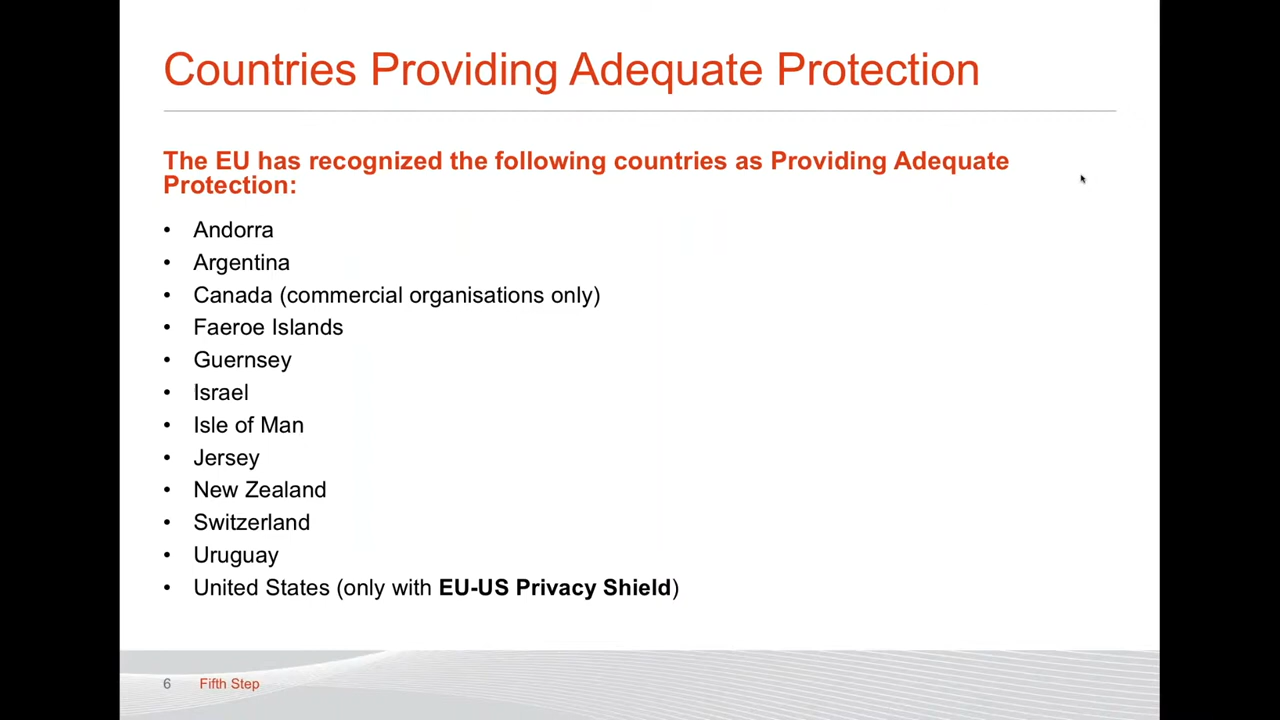 Countries Providing Adequate Protection
The EU has recognized the following countries as Providing Adequate
Protection:
• Andorra
• Argentina
• Canada (commercial organisations only)
• Faeroe Islands
• Guernsey
• Israel
• Isle of Man
• Jersey
• New Zealand
• Switzerland
• Uruguay
• United States (only with EU-US Privacy Shield)
6 Fifth Step